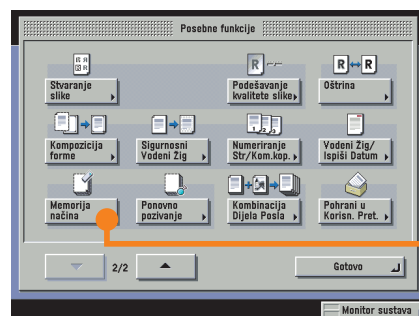 Posebne funkcije
Stvaranje
slike
Podešavanje
kvalitete slike
Oštrina
Kompozicija
forme
Sigurnosni
Vodeni Žig
Numeriranje
Str/Kom.kop.
Vodeni Žig/
Ispiši Datum
Memorija
načina
Ponovno
pozivanje
Kombinacija
Dijela Posla
Pohrani u
Korisn. Pret.
2/2
Gotovo
Monitor sustava